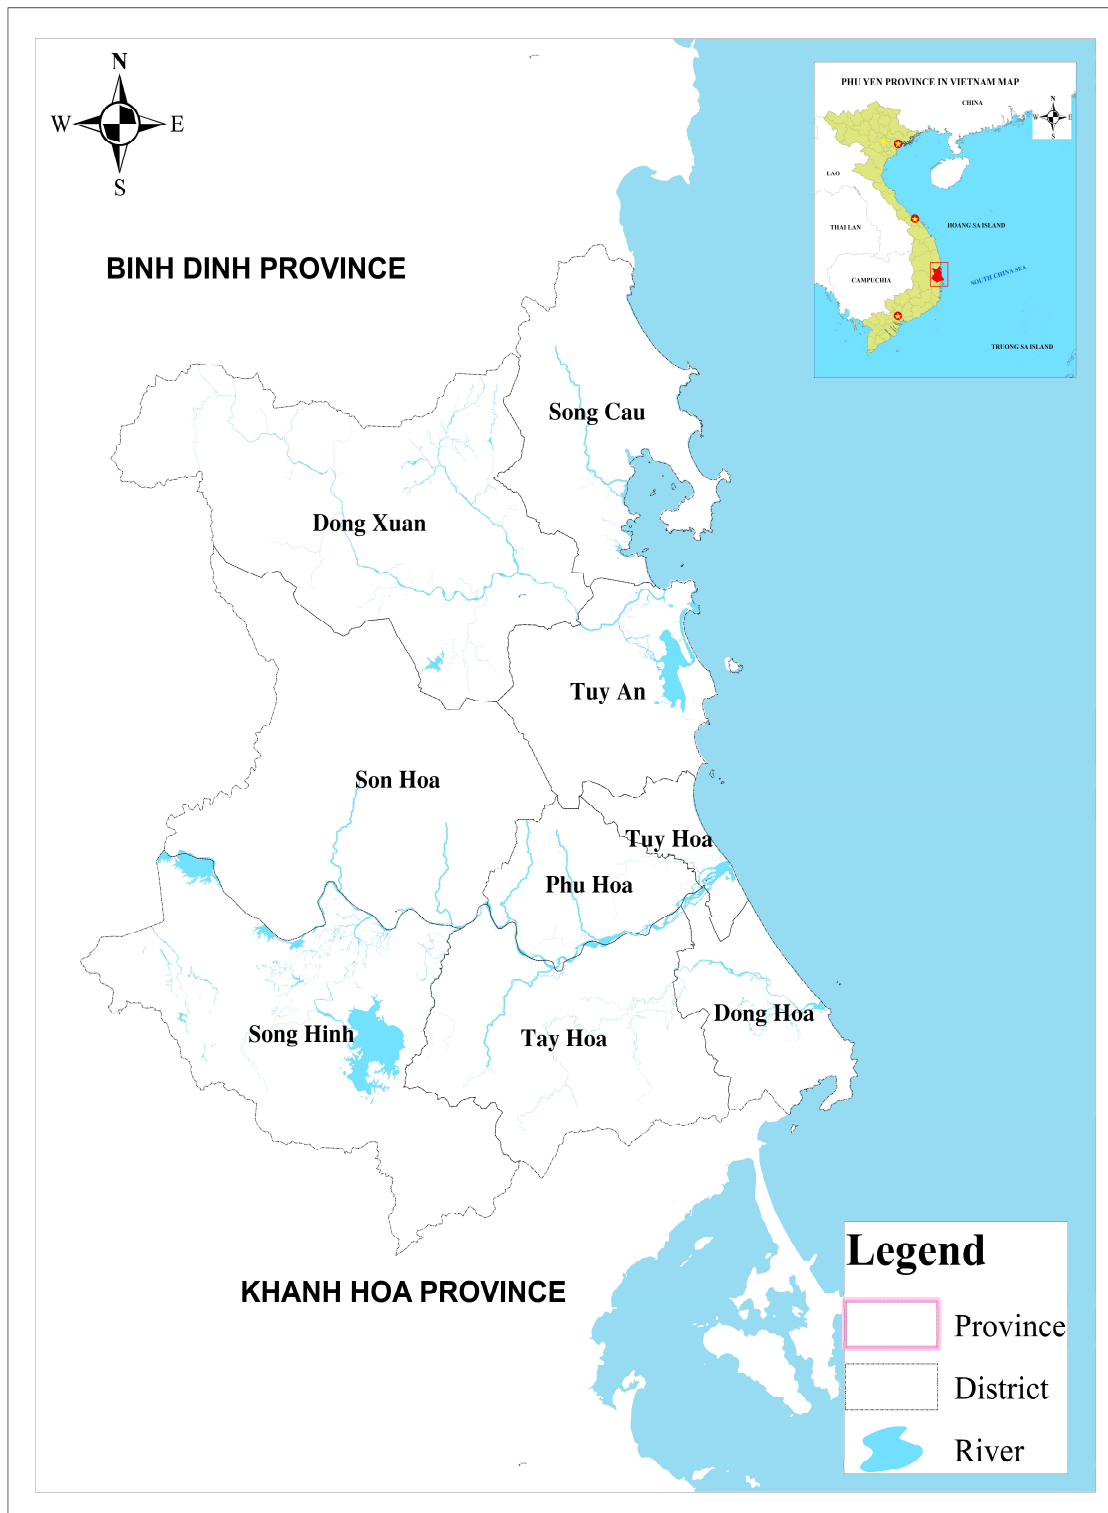 N
W
E
S
BINH DINH PROVINCE
PHU YEN PROVINCE IN VIETNAM MAP
CHINA
N
W
E
S
LAO
THAI LAN
HOANG SA ISLAND
CAMPUCHIA
SOUTH CHINA SEA
TRUONG SA ISLAND
Song Cau
Dong Xuan
Tuy An
Son Hoa
Tuy Hoa
Phu Hoa
Dong Hoa
Song Hinh
Tay Hoa
KHANH HOA PROVINCE
Legend
Province
District
River